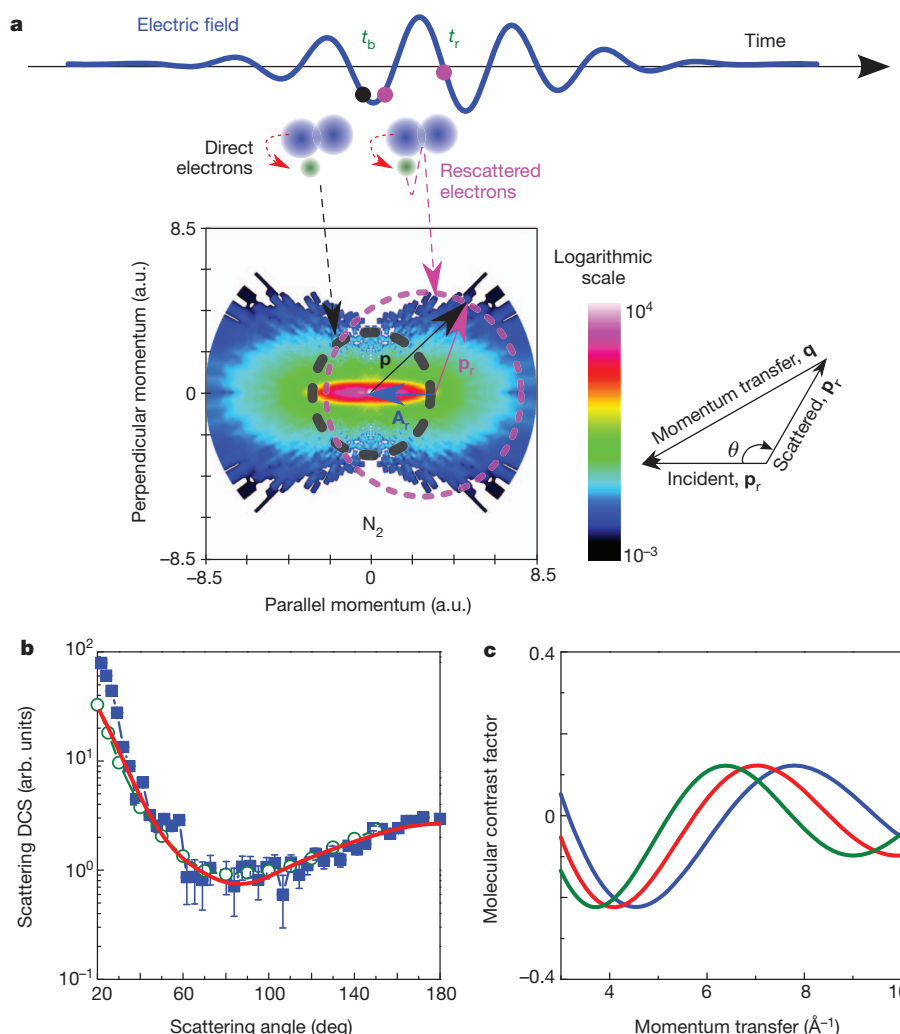 a
Electric field
t_b
t_r
Time
Direct
electrons
Rescattered
electrons
8.5
Perpendicular momentum (a.u.)
0
–8.5
p
p_r
A_r
N_2
–8.5
0
8.5
Parallel momentum (a.u.)
Logarithmic
scale
10^4
10^–3
Momentum transfer, q
Scattered, p_r
θ
Incident, p_r
b
Scattering DCS (arb. units)
10^2
10^1
10^0
10^–1
20
60
100
140
180
Scattering angle (deg)
c
Molecular contrast factor
0.4
0
–0.4
4
6
8
10
Momentum transfer (Å^–1)